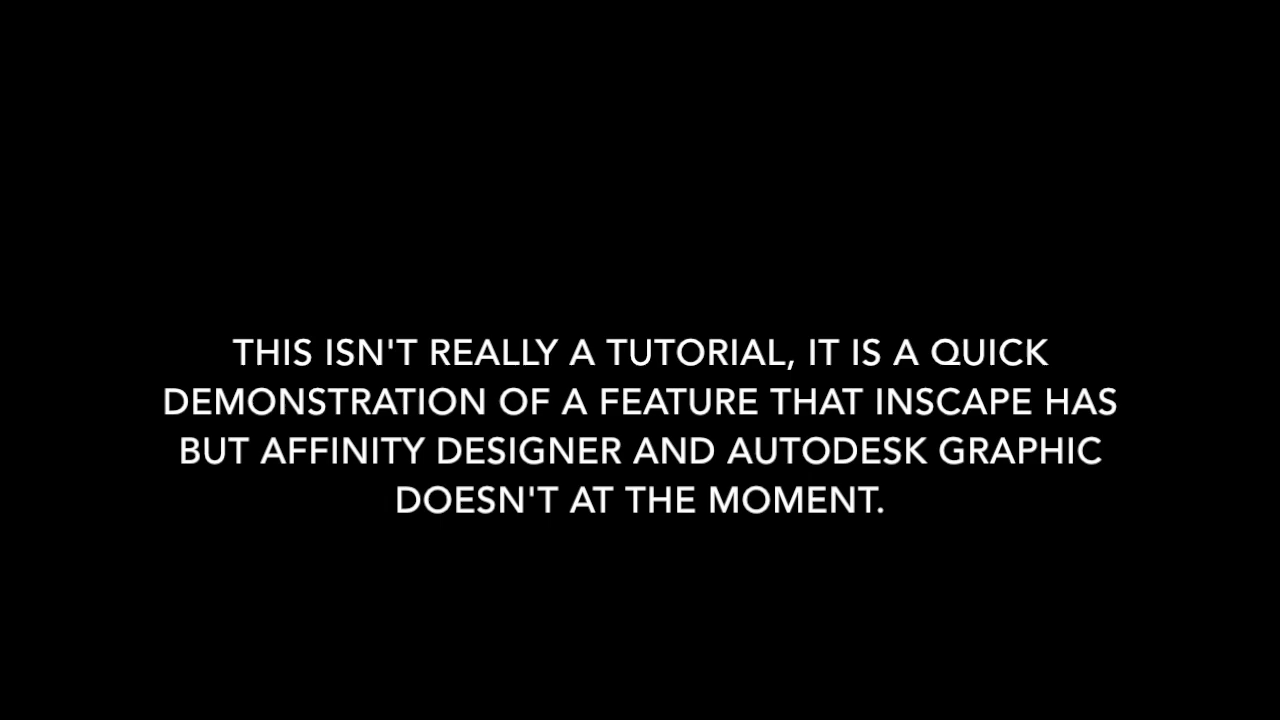 THIS ISN'T REALLY A TUTORIAL, IT IS A QUICK
DEMONSTRATION OF A FEATURE THAT INSCAPE HAS
BUT AFFINITY DESIGNER AND AUTODESK GRAPHIC
DOESN'T AT THE MOMENT.